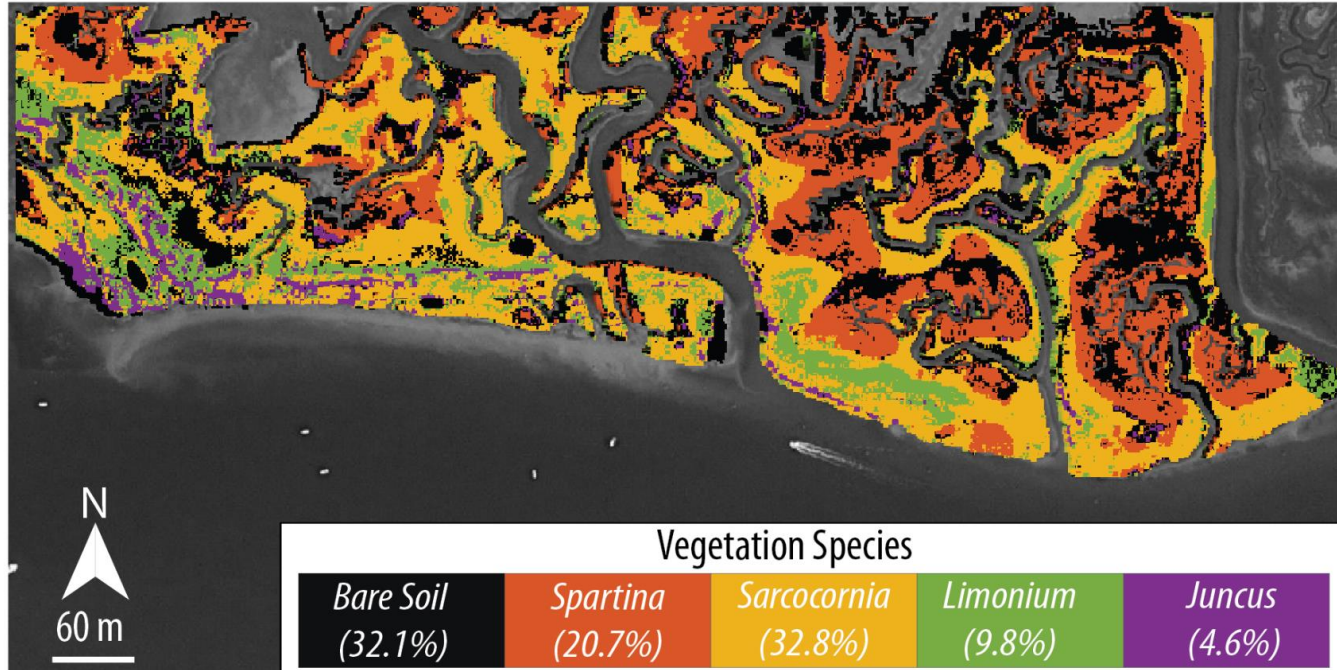 N
60 m
Vegetation Species
Bare Soil
(32.1%)
Spartina
(20.7%)
Sarcocornia
(32.8%)
Limonium
(9.8%)
Juncus
(4.6%)